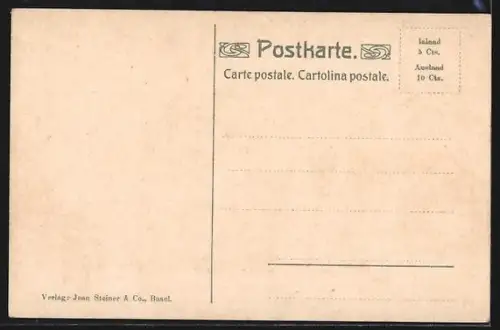 Postkarte.
Carte postale. Cartolina postale.
Inland
5 Cts.
Ausland
10 Cts.
Verlag: Jean Steiner & Co., Basel.